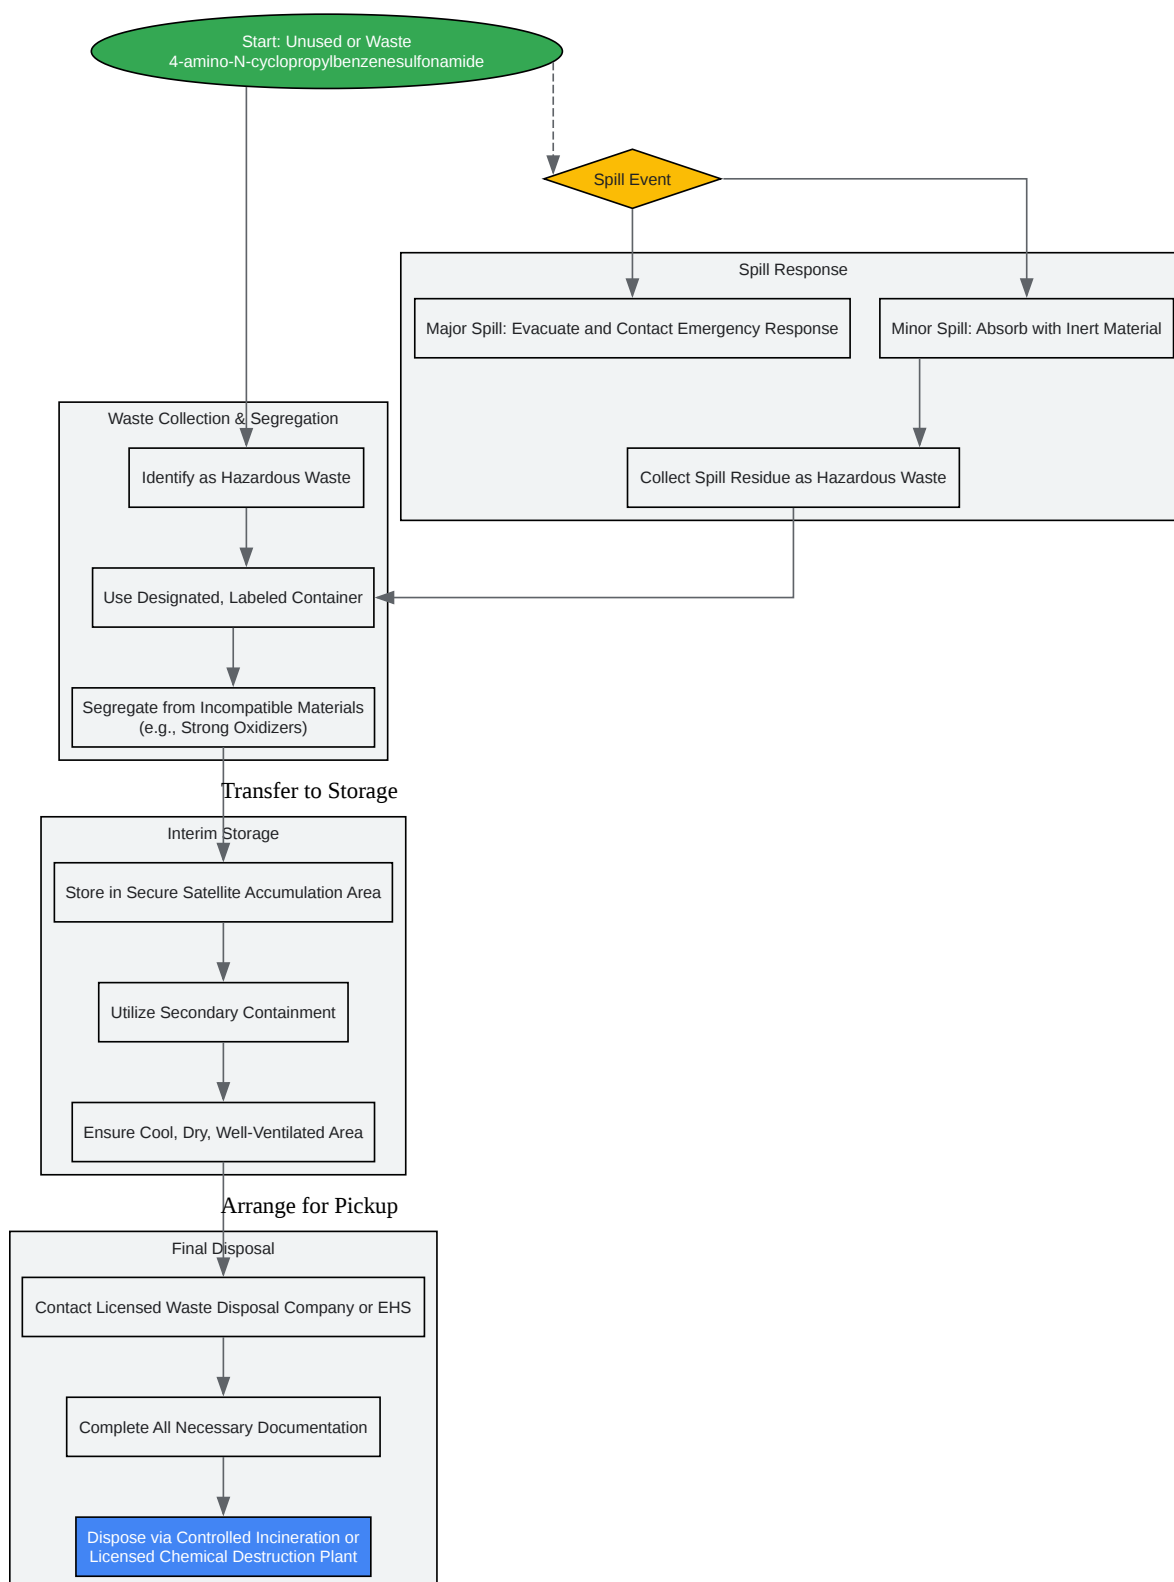 Start: Unused or Waste
4-amino-N-cyclopropylbenzenesulfonamide
Spill Event
Spill Response
Major Spill: Evacuate and Contact Emergency Response
Minor Spill: Absorb with Inert Material
Collect Spill Residue as Hazardous Waste
Waste Collection & Segregation
Identify as Hazardous Waste
Use Designated, Labeled Container
Segregate from Incompatible Materials
(e.g., Strong Oxidizers)
Transfer to Storage
Interim Storage
Store in Secure Satellite Accumulation Area
Utilize Secondary Containment
Ensure Cool, Dry, Well-Ventilated Area
Arrange for Pickup
Final Disposal
Contact Licensed Waste Disposal Company or EHS
Complete All Necessary Documentation
Dispose via Controlled Incineration or
Licensed Chemical Destruction Plant